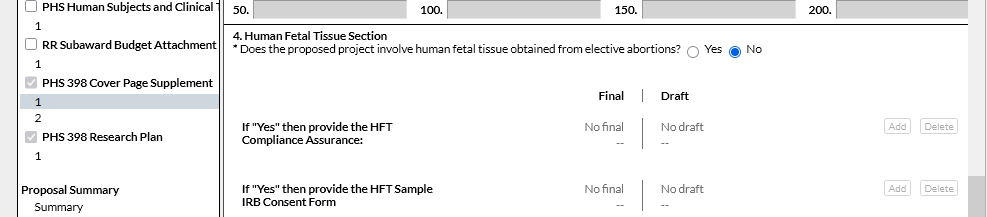 PHS Human Subjects and Clinical
1
RR Subaward Budget Attachment
1
PHS 398 Cover Page Supplement
1
2
PHS 398 Research Plan
1
Proposal Summary
Summary
50. 100. 150. 200.
4. Human Fetal Tissue Section
* Does the proposed project involve human fetal tissue obtained from elective abortions? Yes No
Final | Draft
If "Yes" then provide the HFT No final No draft Add Delete
Compliance Assurance: -- --
If "Yes" then provide the HFT Sample No final No draft Add Delete
IRB Consent Form -- --